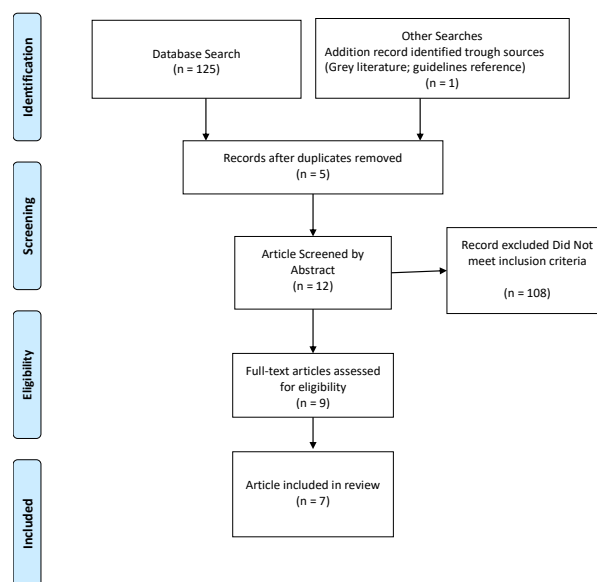 Identification
Database Search
(n = 125)
Other Searches
Addition record identified trough sources
(Grey literature; guidelines reference)
(n = 1)
Records after duplicates removed
(n = 5)
Screening
Article Screened by
Abstract
(n = 12)
Record excluded Did Not
meet inclusion criteria
(n = 108)
Eligibility
Full-text articles assessed
for eligibility
(n = 9)
Included
Article included in review
(n = 7)